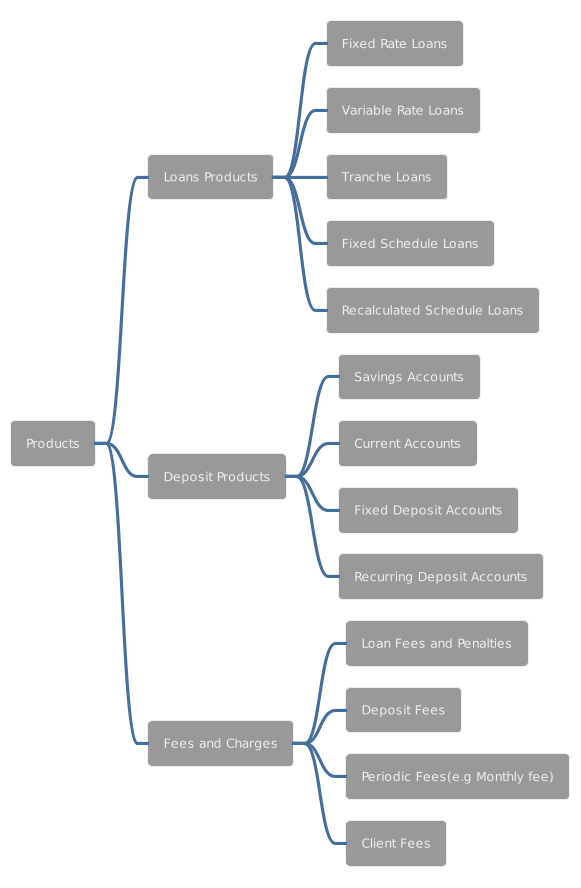 Products
Loans Products
Fixed Rate Loans
Variable Rate Loans
Tranche Loans
Fixed Schedule Loans
Recalculated Schedule Loans
Deposit Products
Savings Accounts
Current Accounts
Fixed Deposit Accounts
Recurring Deposit Accounts
Fees and Charges
Loan Fees and Penalties
Deposit Fees
Periodic Fees(e.g Monthly fee)
Client Fees